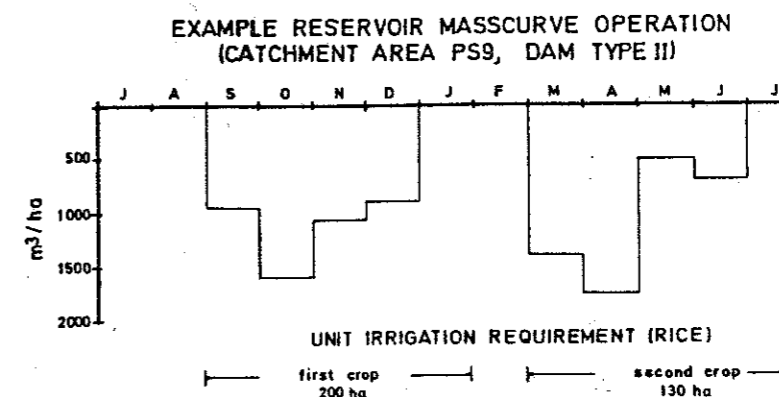 EXAMPLE RESERVOIR MASSCURVE OPERATION
(CATCHMENT AREA PS9, DAM TYPE II)
J A S O N D J F M A M J J
500
1000
1500
2000
m³/ha
UNIT IRRIGATION REQUIREMENT (RICE)
first crop
200 ha
second crop
130 ha